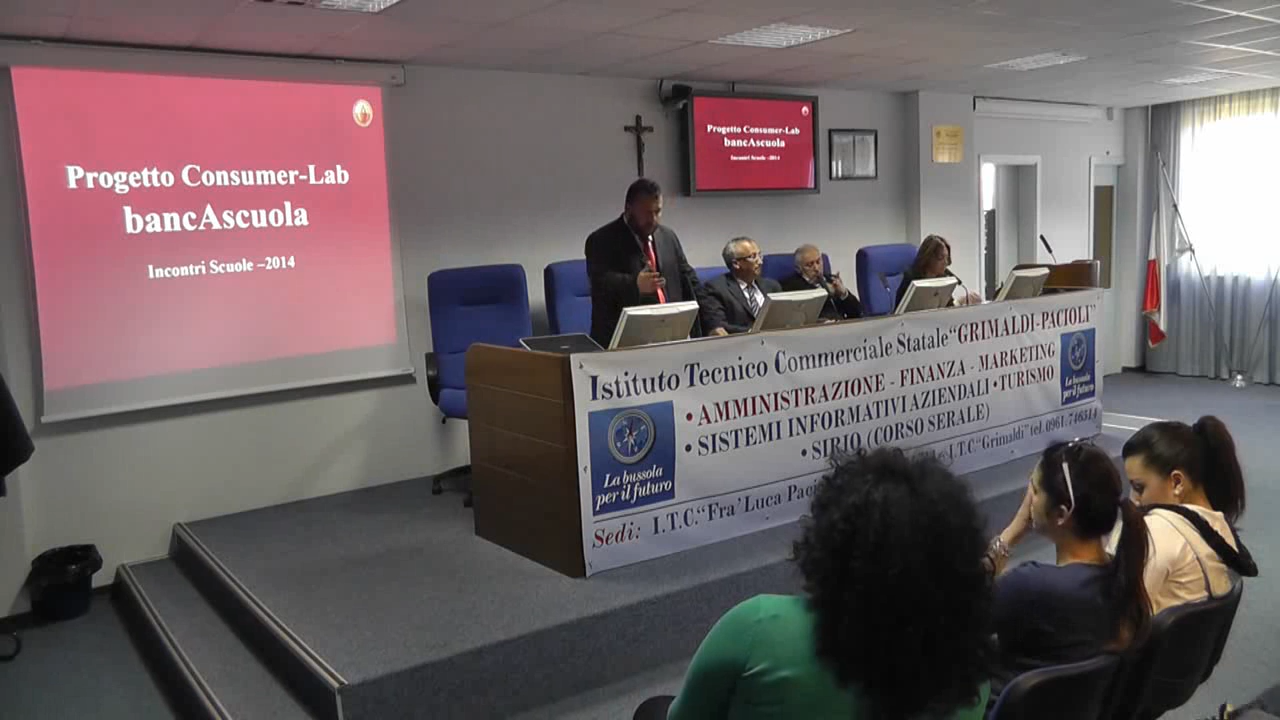 Progetto Consumer-Lab
bancAscuola
Incontri Scuole –2014
Progetto Consumer-Lab
bancAscuola
Incontri Scuole –2014
Istituto Tecnico Commerciale Statale “GRIMALDI-PACIOLI”
•AMMINISTRAZIONE - FINANZA - MARKETING
•SISTEMI INFORMATIVI AZIENDALI •TURISMO
•SIRIO (CORSO SERALE)
La bussola
per il futuro
La bussola
per il futuro
Sedi: I.T.C.“Fra’ Luca Paci I.T.C.“Grimaldi” tel. 0961.746514